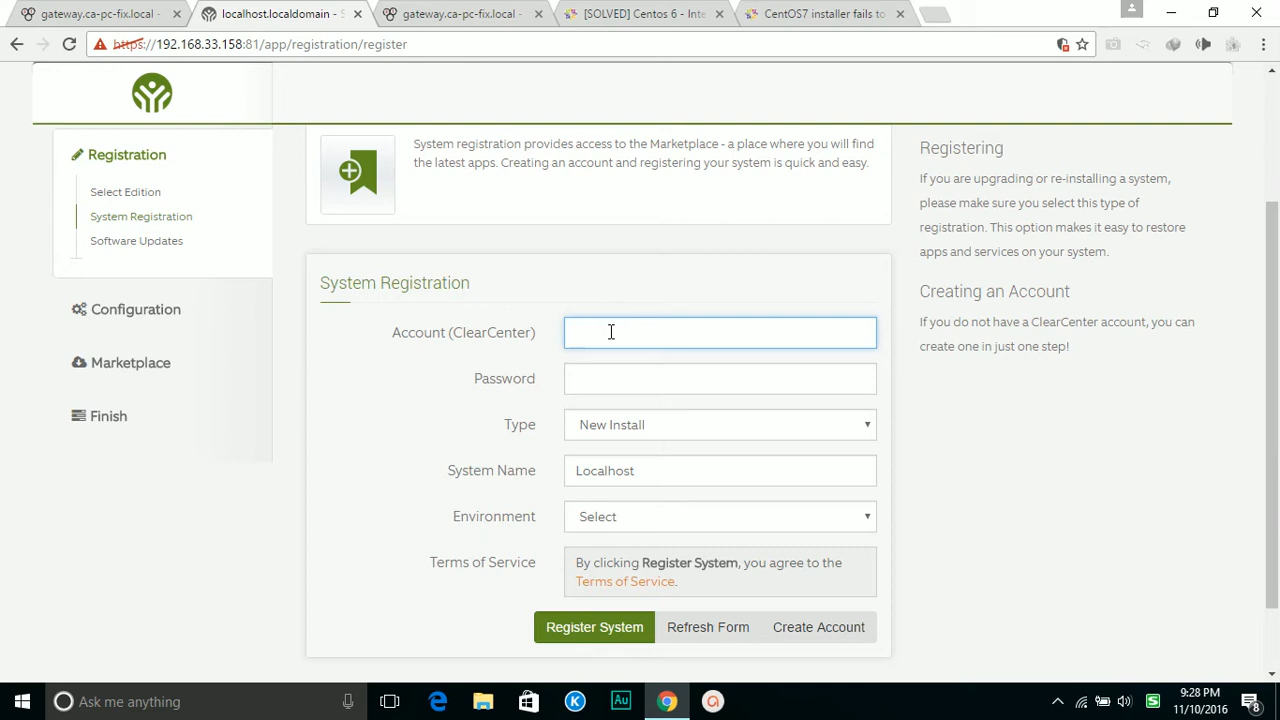 gateway.ca-pc-fix.local -
localhost.localdomain - S
gateway.ca-pc-fix.local -
[SOLVED] Centos 6 - Inte
CentOS7 installer fails to
https://192.168.33.158:81/app/registration/register
Registration
Select Edition
System Registration
Software Updates
Configuration
Marketplace
Finish
System registration provides access to the Marketplace - a place where you will find
the latest apps. Creating an account and registering your system is quick and easy.
System Registration
Account (ClearCenter)
Password
Type
New Install
System Name
Localhost
Environment
Select
Terms of Service
By clicking Register System, you agree to the
Terms of Service.
Register System
Refresh Form
Create Account
Registering
If you are upgrading or re-installing a system,
please make sure you select this type of
registration. This option makes it easy to restore
apps and services on your system.
Creating an Account
If you do not have a ClearCenter account, you can
create one in just one step!
Ask me anything
9:28 PM
11/10/2016
8